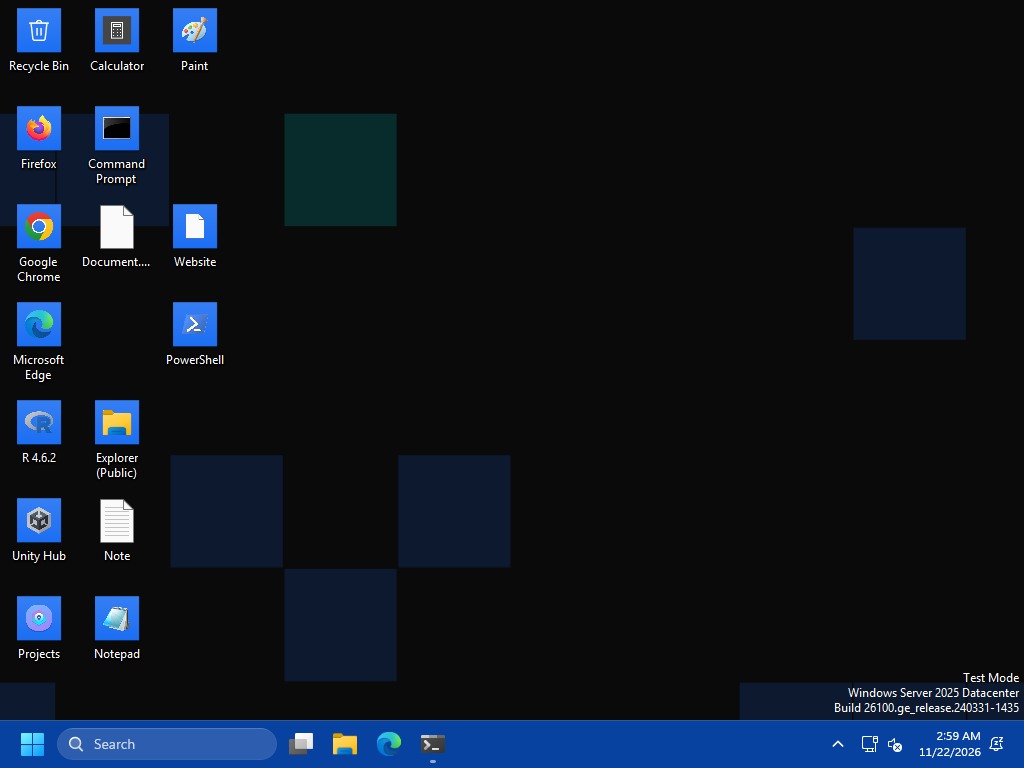 Recycle Bin
Calculator
Paint
Firefox
Command
Prompt
Google
Chrome
Document....
Website
Microsoft
Edge
PowerShell
R 4.6.2
Explorer
(Public)
Unity Hub
Note
Projects
Notepad
Test Mode
Windows Server 2025 Datacenter
Build 26100.ge_release.240331-1435
Search
2:59 AM
11/22/2026